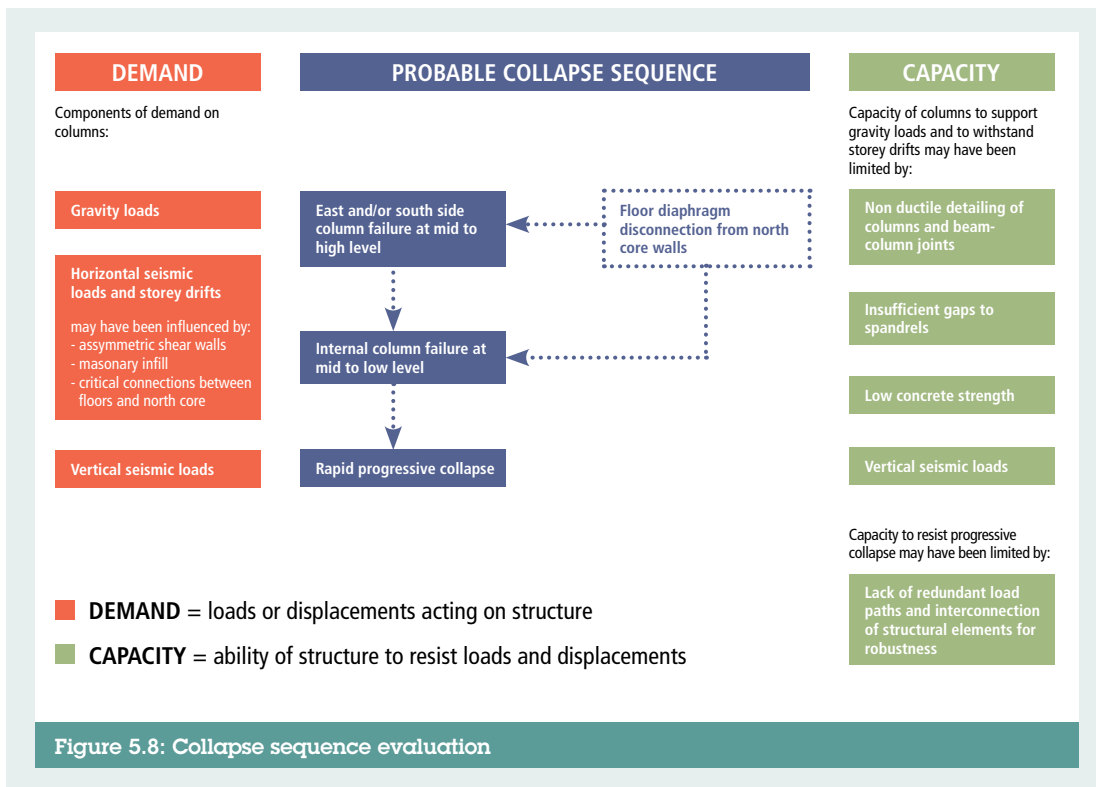 DEMAND
Components of demand on
columns:
Gravity loads
Horizontal seismic
loads and storey drifts
may have been influenced by:
- assymmetric shear walls
- masonary infill
- critical connections between
floors and north core
Vertical seismic loads
PROBABLE COLLAPSE SEQUENCE
East and/or south side
column failure at mid to
high level
Floor diaphragm
disconnection from north
core walls
Internal column failure at
mid to low level
Rapid progressive collapse
CAPACITY
Capacity of columns to support
gravity loads and to withstand
storey drifts may have been
limited by:
Non ductile detailing of
columns and beam-
column joints
Insufficient gaps to
spandrels
Low concrete strength
Vertical seismic loads
Capacity to resist progressive
collapse may have been limited by:
Lack of redundant load
paths and interconnection
of structural elements for
robustness
DEMAND = loads or displacements acting on structure
CAPACITY = ability of structure to resist loads and displacements
Figure 5.8: Collapse sequence evaluation